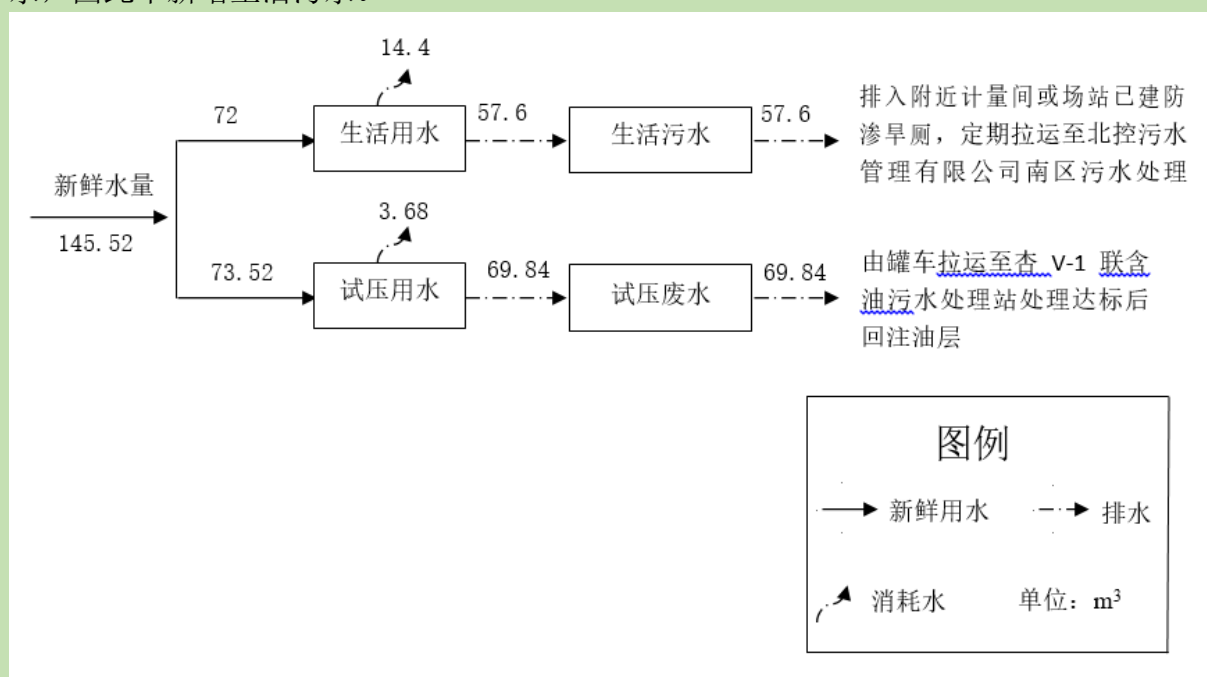 14.4
72
生活用水
57.6
生活污水
57.6
排入附近计量间或场站已建防
渗旱厕，定期拉运至北控污水
管理有限公司南区污水处理
新鲜水量
145.52
3.68
73.52
试压用水
69.84
试压废水
69.84
由罐车拉运至杏 V-1 联含
油污水处理站处理达标后
回注油层
图例
新鲜用水
排水
消耗水
单位：m³